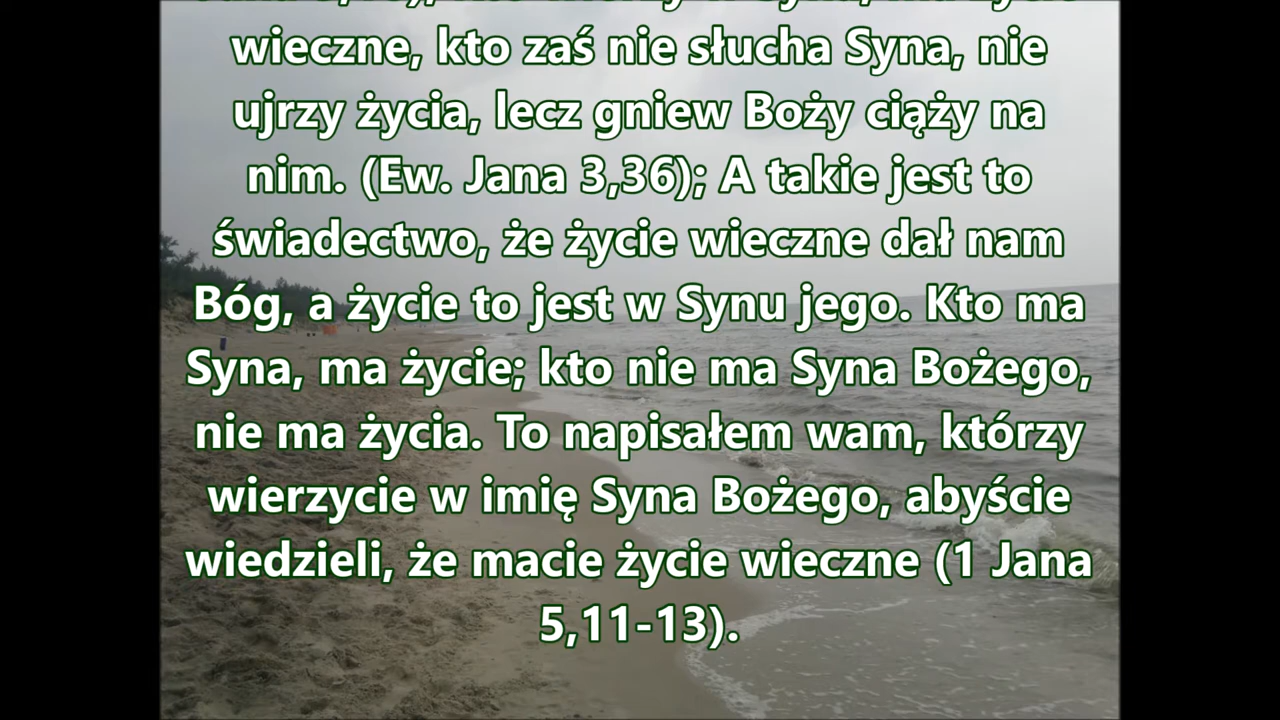 wieczne, kto zaś nie słucha Syna, nie
ujrzy życia, lecz gniew Boży ciąży na
nim. (Ew. Jana 3,36); A takie jest to
świadectwo, że życie wieczne dał nam
Bóg, a życie to jest w Synu jego. Kto ma
Syna, ma życie; kto nie ma Syna Bożego,
nie ma życia. To napisałem wam, którzy
wierzycie w imię Syna Bożego, abyście
wiedzieli, że macie życie wieczne (1 Jana
5,11-13).